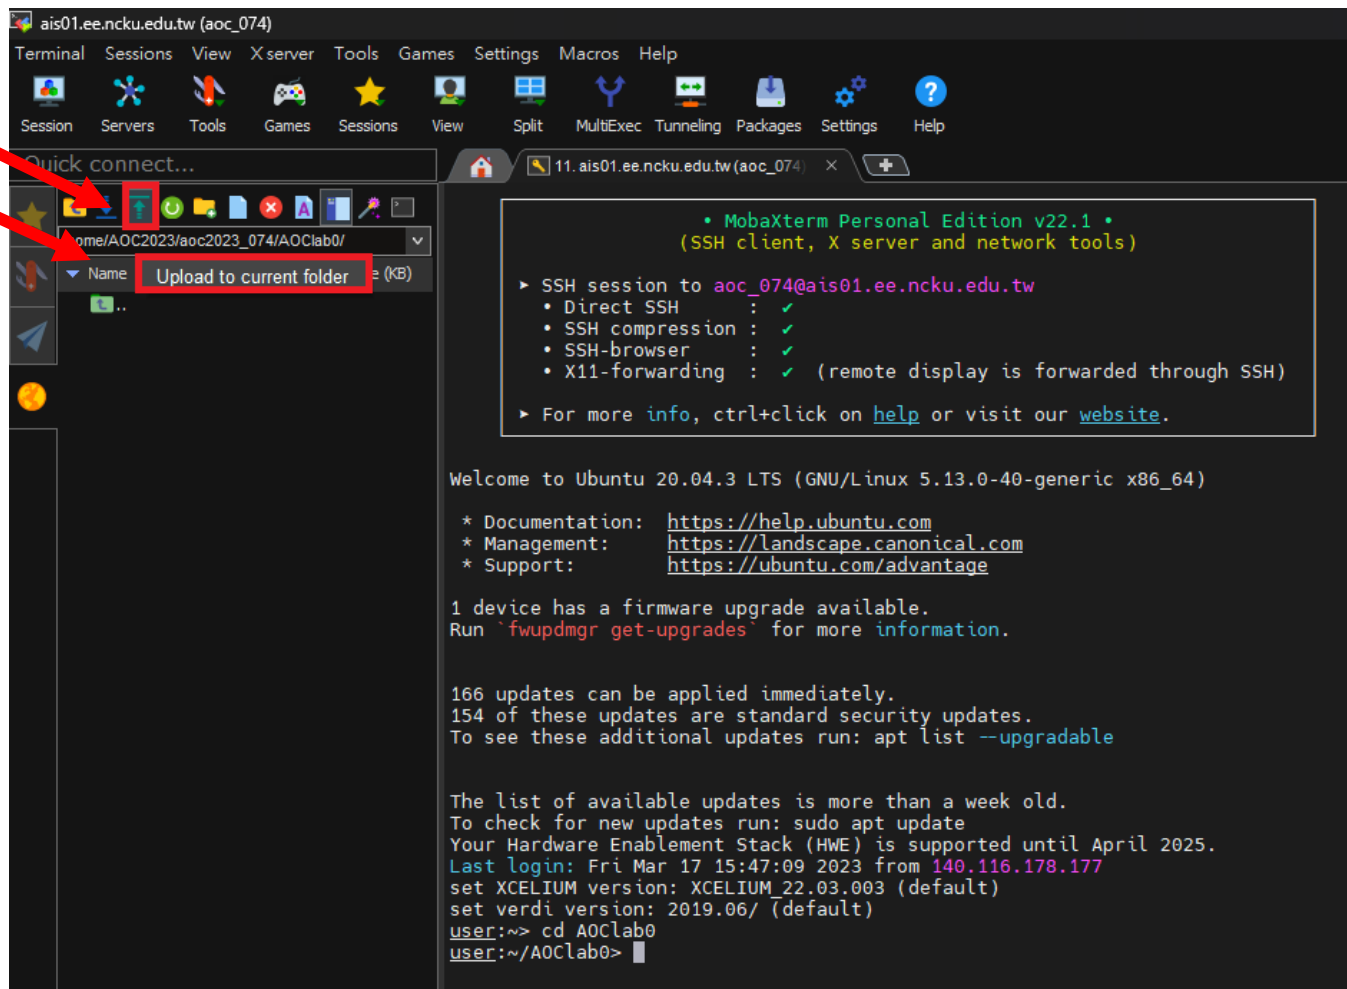 ais01.ee.ncku.edu.tw (aoc_074)
Terminal Sessions View X server Tools Games Settings Macros Help
Session Servers Tools Games Sessions View Split MultiExec Tunneling Packages Settings Help
Quick connect...
11. ais01.ee.ncku.edu.tw (aoc_074)
ome/AOC2023/aoc2023_074/AOClab0/
Name
Upload to current folder
(KB)
..
• MobaXterm Personal Edition v22.1 •
(SSH client, X server and network tools)
► SSH session to aoc_074@ais01.ee.ncku.edu.tw
• Direct SSH : ✔
• SSH compression : ✔
• SSH-browser : ✔
• X11-forwarding : ✔ (remote display is forwarded through SSH)
► For more info, ctrl+click on help or visit our website.
Welcome to Ubuntu 20.04.3 LTS (GNU/Linux 5.13.0-40-generic x86_64)
* Documentation: https://help.ubuntu.com
* Management: https://landscape.canonical.com
* Support: https://ubuntu.com/advantage
1 device has a firmware upgrade available.
Run `fwupdmgr get-upgrades` for more information.
166 updates can be applied immediately.
154 of these updates are standard security updates.
To see these additional updates run: apt list --upgradable
The list of available updates is more than a week old.
To check for new updates run: sudo apt update
Your Hardware Enablement Stack (HWE) is supported until April 2025.
Last login: Fri Mar 17 15:47:09 2023 from 140.116.178.177
set XCELIUM version: XCELIUM_22.03.003 (default)
set verdi version: 2019.06/ (default)
user:~> cd AOClab0
user:~/AOClab0>